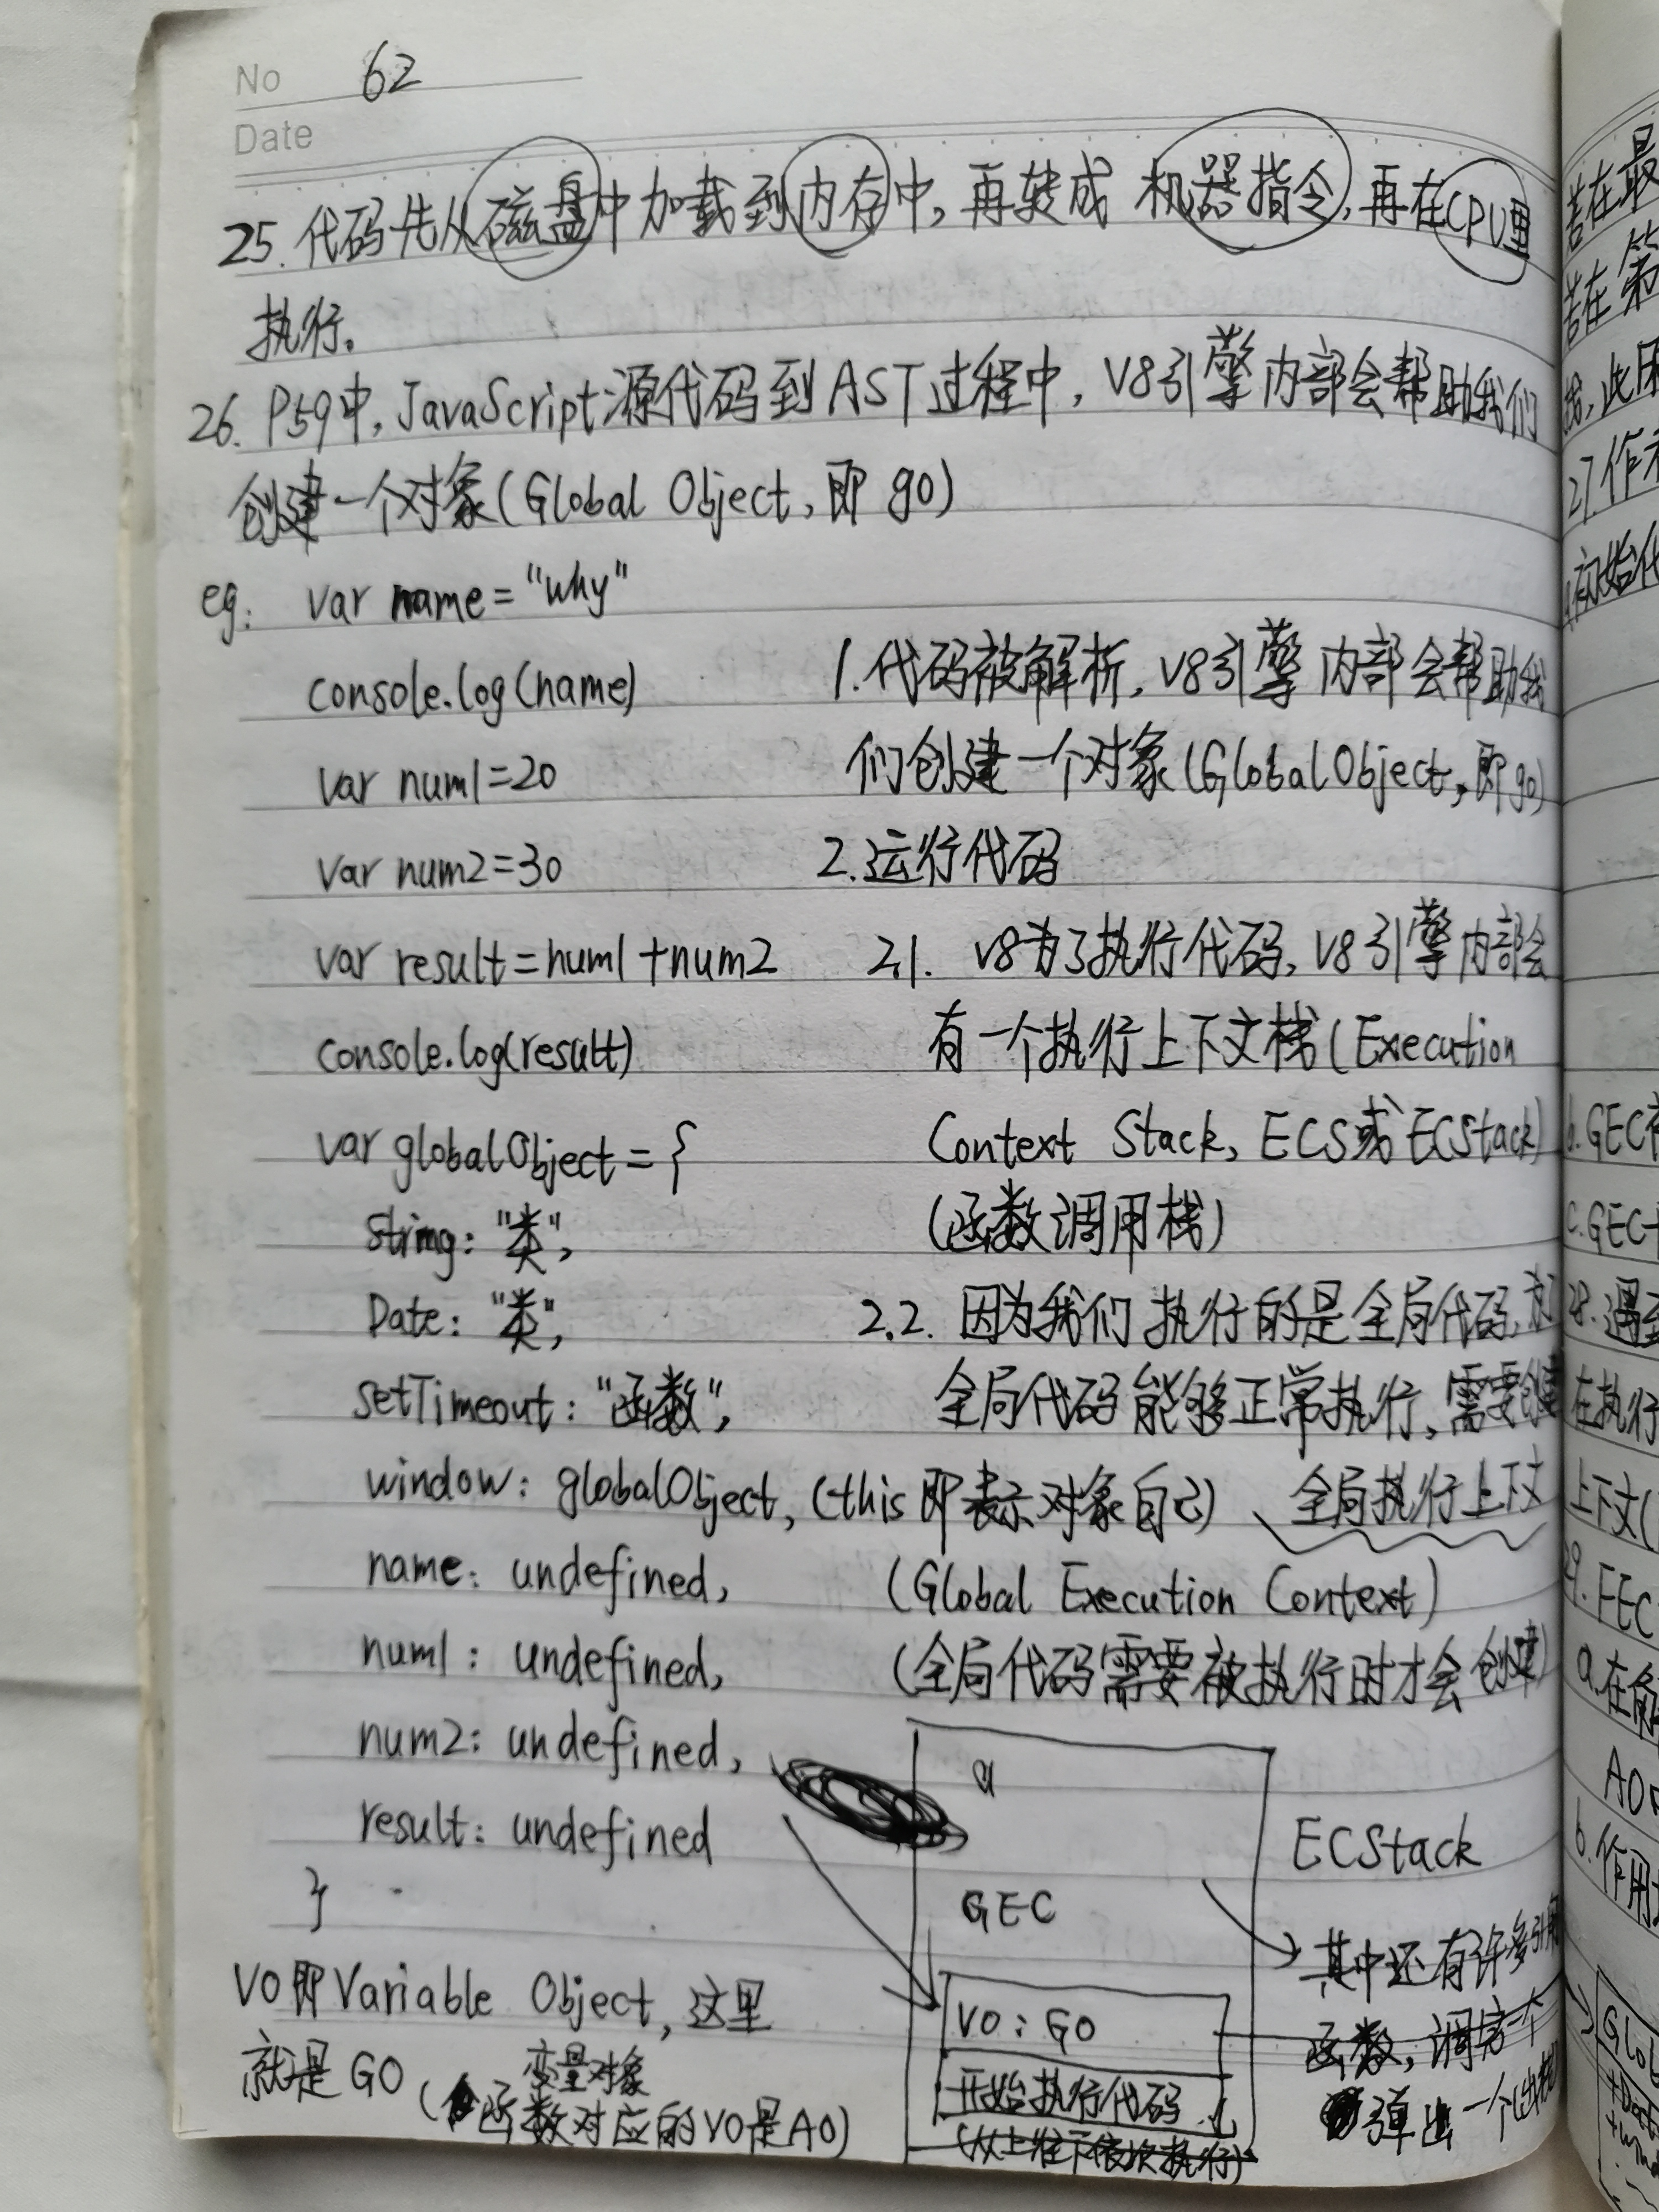 No 62
Date
25. 代码先从磁盘中加载到内存中, 再转成 机器指令, 再在CPU里
执行。
26. P59中, JavaScript源代码到AST过程中, V8引擎内部会帮助我们
创建一个对象(Global Object, 即 go)
eg: var name = "why"
console.log(name)
var num1=20
var num2=30
var result=num1+num2
console.log(result)
var globalObject = {
String: "类",
Date: "类",
setTimeout: "函数",
window: globalObject, (this即表示对象自己)
name: undefined,
num1: undefined,
num2: undefined,
result: undefined
}
VO即Variable Object, 这里
就是GO
变量对象
(函数对应的VO是AO)
1.代码被解析, V8引擎内部会帮助我
们创建一个对象(GlobalObject, 即go)
2.运行代码
2.1. V8为了执行代码, V8引擎内部会
有一个执行上下文栈(Execution
Context Stack, ECS或ECStack)
(函数调用栈)
2.2. 因为我们执行的是全局代码,
全局代码能够正常执行, 需要创建
、全局执行上下文
(Global Execution Context)
(全局代码需要被执行时才会创建)
GEC
VO: GO
开始执行代码
(从上往下依次执行)
ECStack
其中还有许多引用
函数, 调完一个
弹出一个
若在最
若在第
此
27.作
初始化
b.GEC
c.GEC
28.遇到
在执行
上下文(
29. FEC
a.在
AO
b.作用